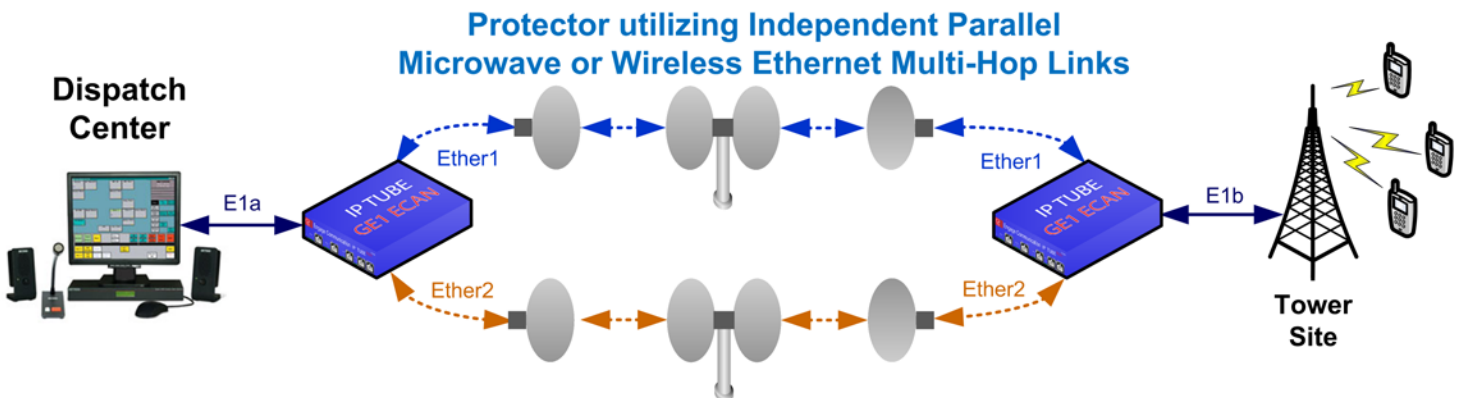 Protector utilizing Independent Parallel
Microwave or Wireless Ethernet Multi-Hop Links
Dispatch
Center
E1a
IP TUBE
GE1 ECAN
Ether1
Ether2
Ether1
Ether2
IP TUBE
GE1 ECAN
E1b
Tower
Site